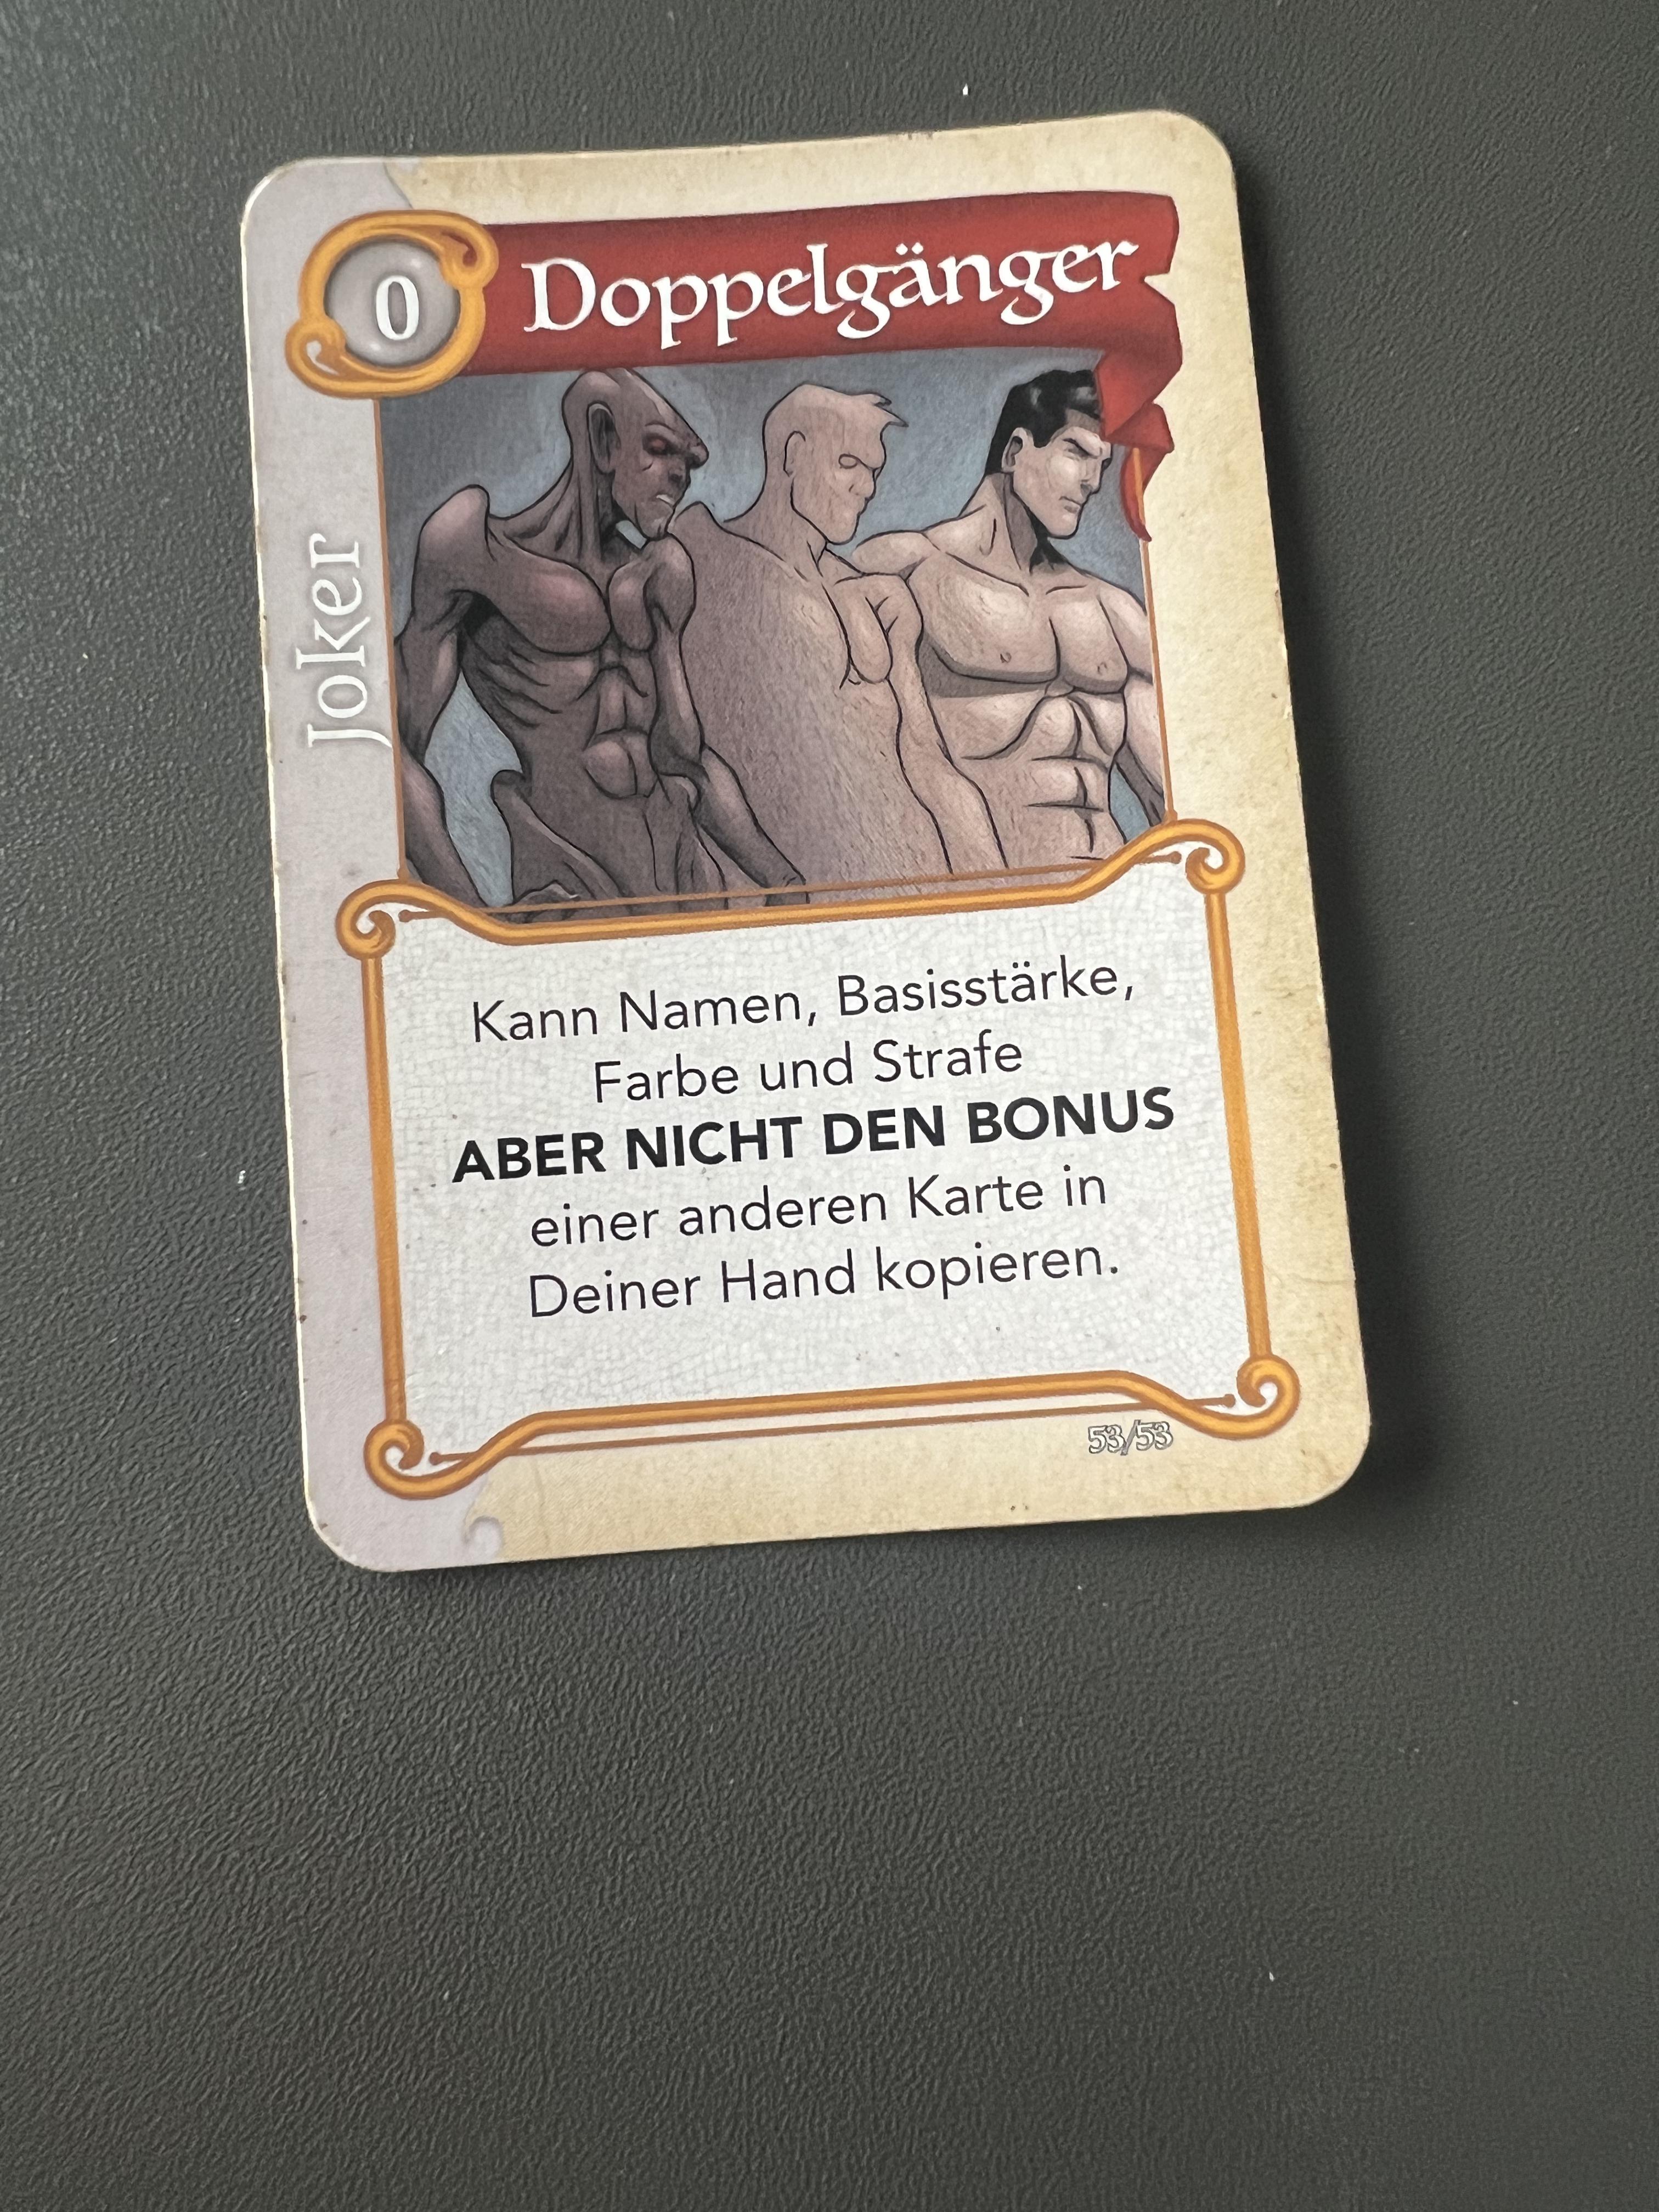 0
Doppelgänger
Joker
Kann Namen, Basisstärke,
Farbe und Strafe
ABER NICHT DEN BONUS
einer anderen Karte in
Deiner Hand kopieren.
53/53